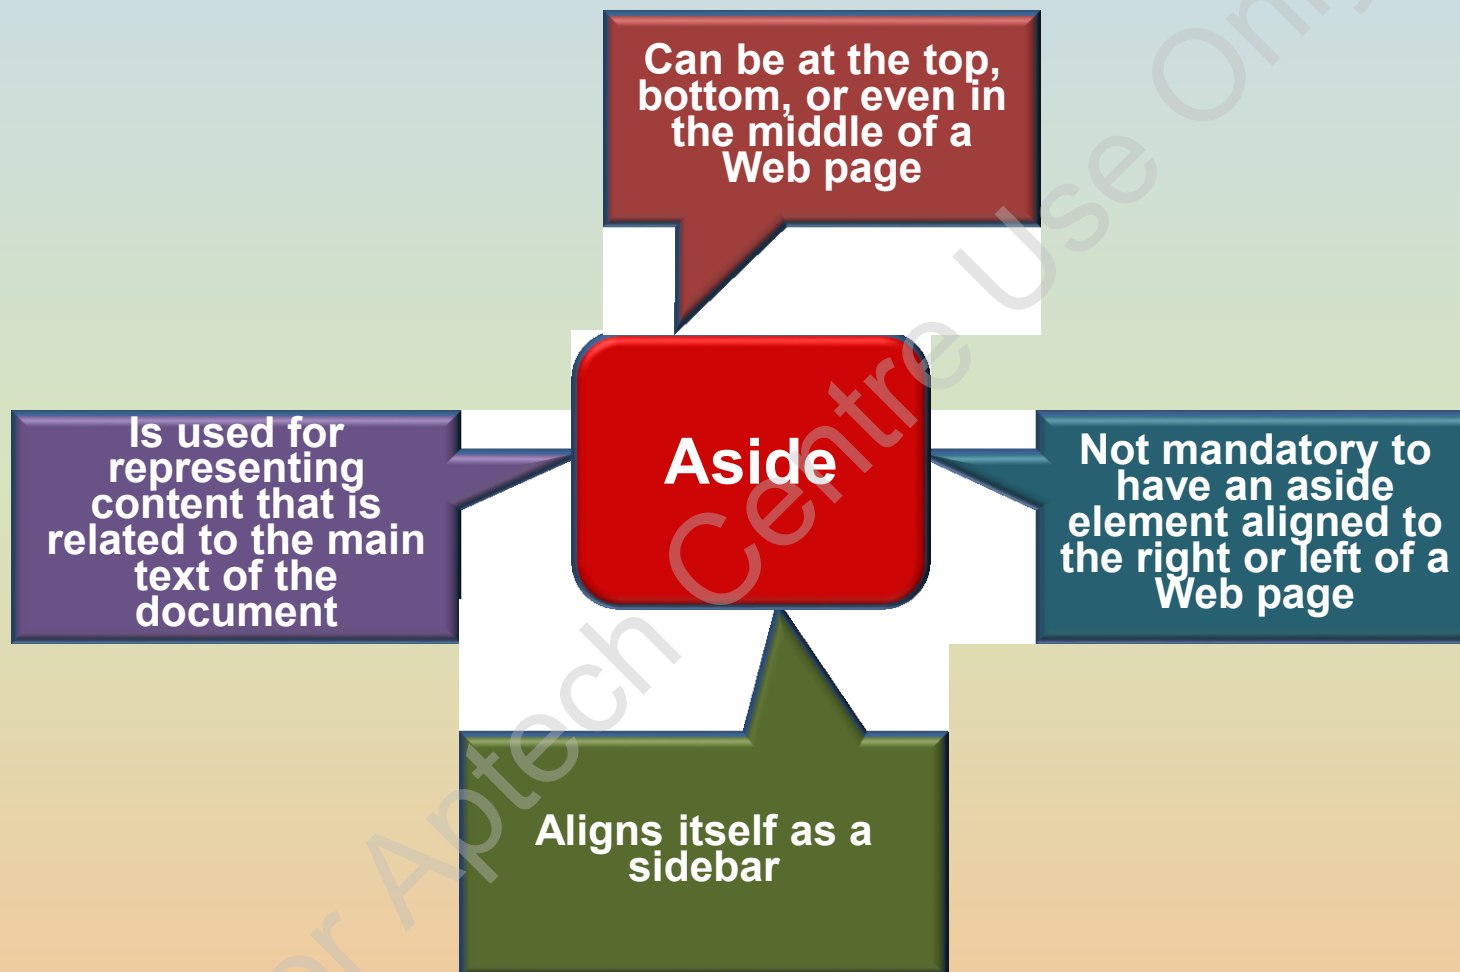 Can be at the top,
bottom, or even in
the middle of a
Web page
Is used for
representing
content that is
related to the main
text of the
document
Aside
Not mandatory to
have an aside
element aligned to
the right or left of a
Web page
Aligns itself as a
sidebar
Aptech Centre Use